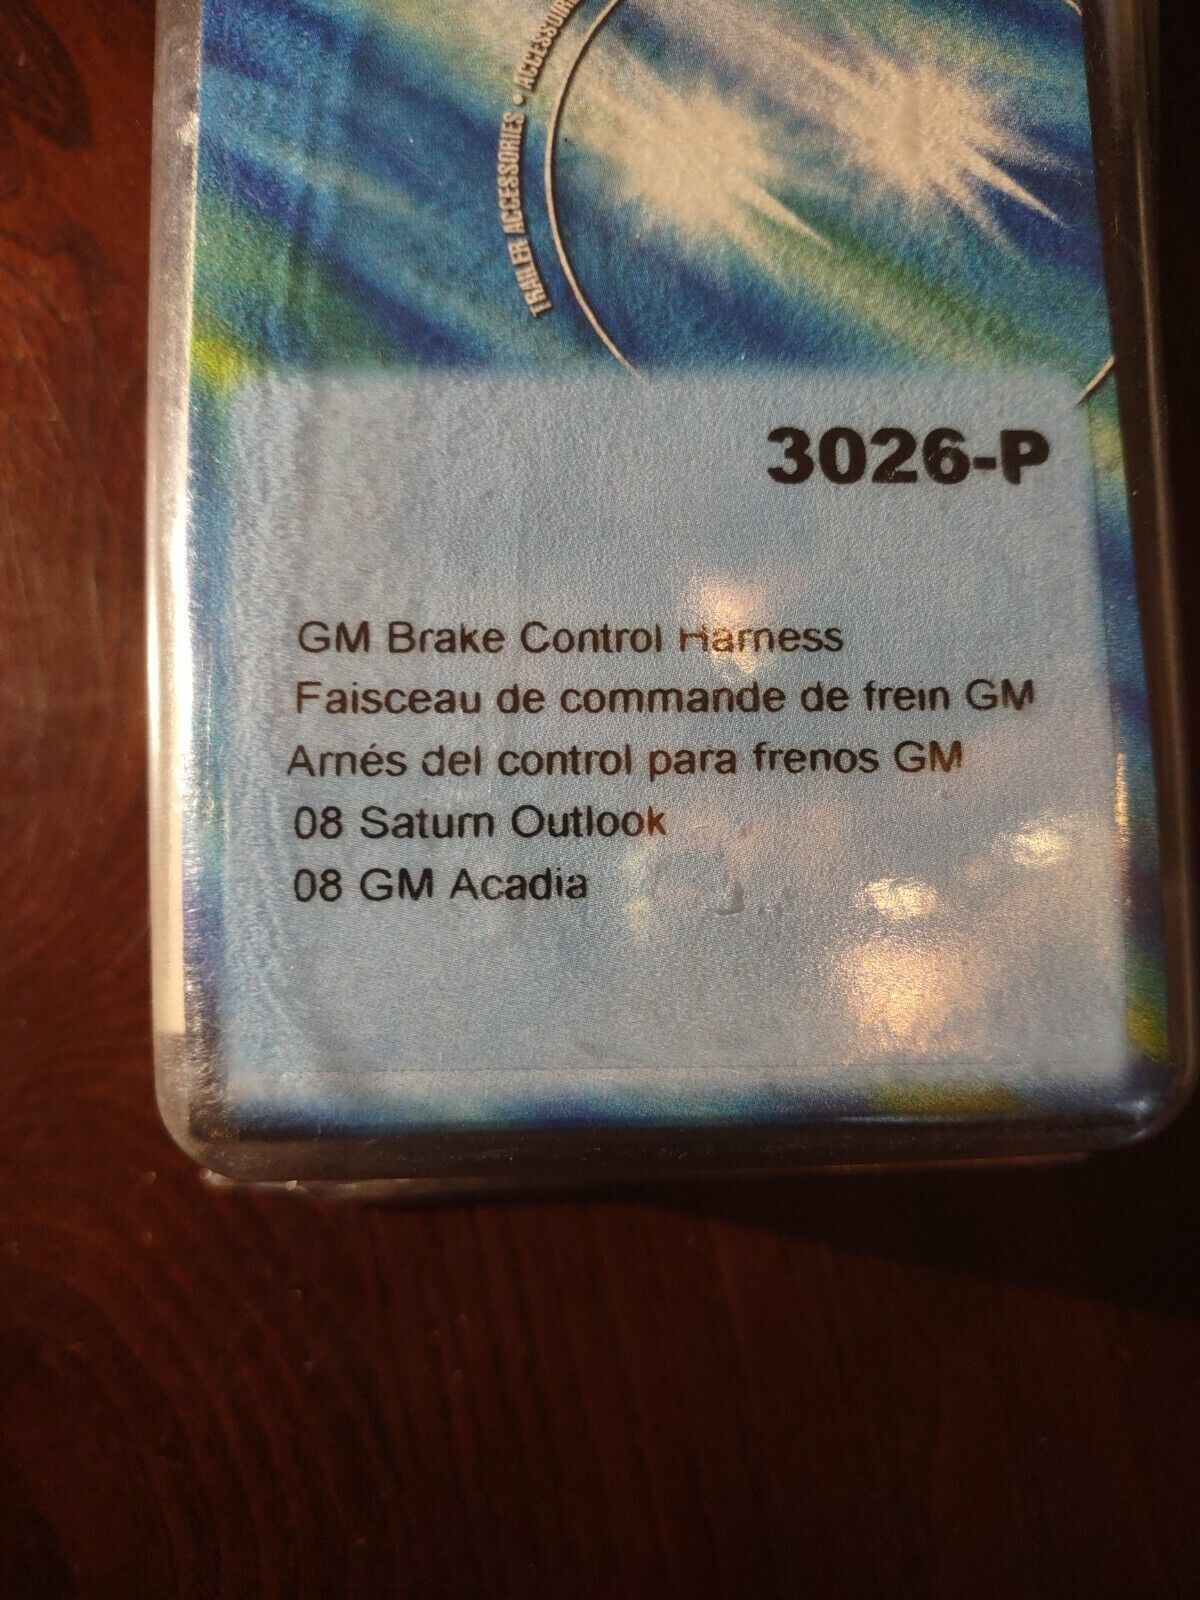 TRAILER ACCESSORIES • ACCESSOIRE
3026-P
GM Brake Control Harness
Faisceau de commande de frein GM
Arnés del control para frenos GM
08 Saturn Outlook
08 GM Acadia